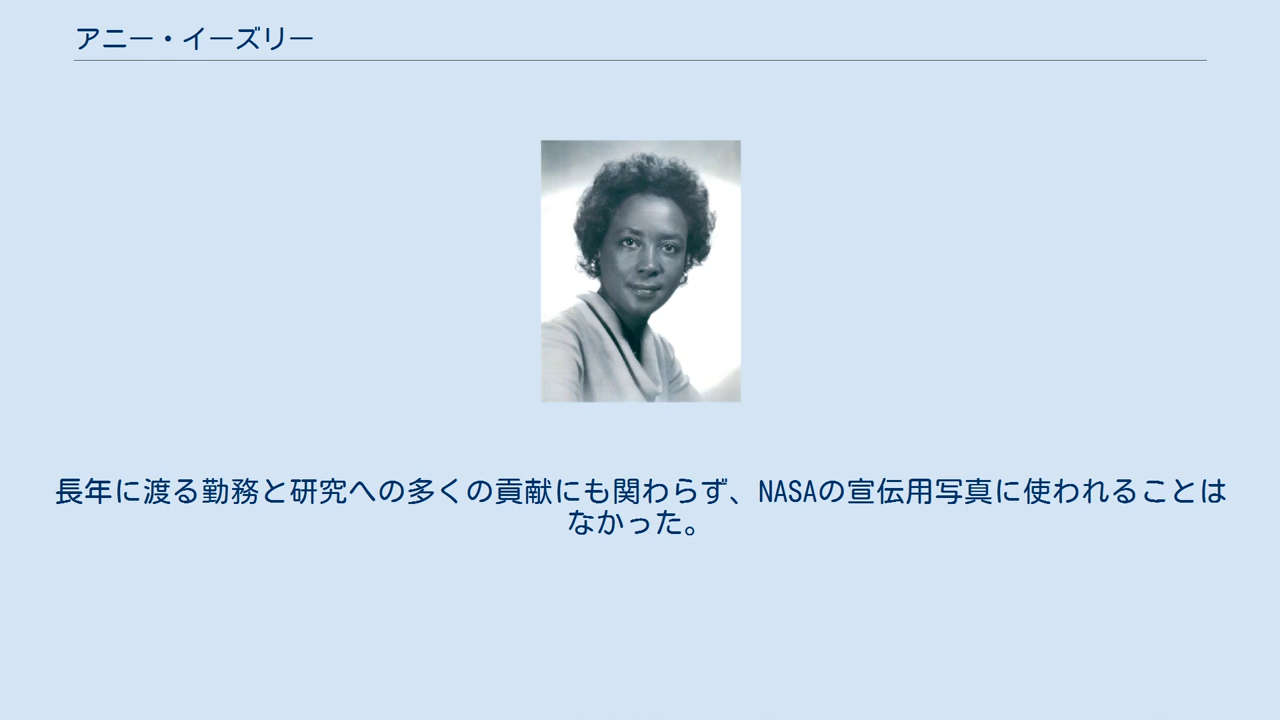 アニー・イーズリー
長年に渡る勤務と研究への多くの貢献にも関わらず、NASAの宣伝用写真に使われることは
なかった。